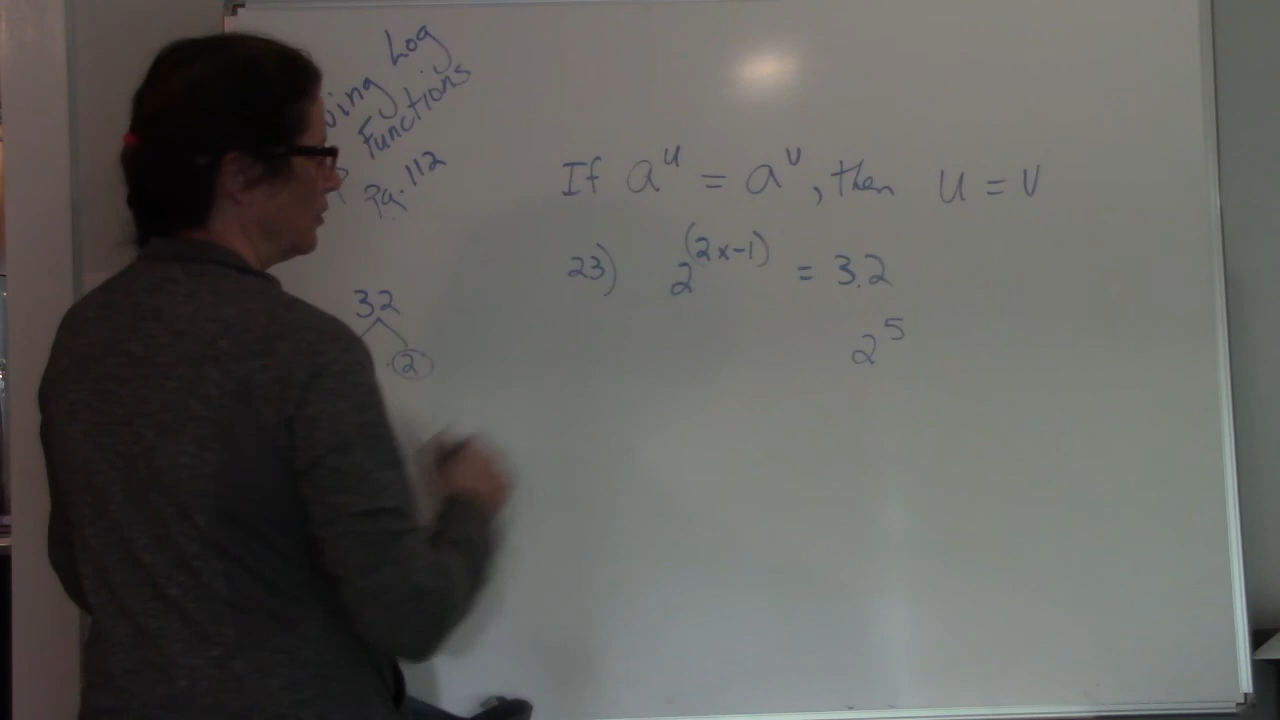 Log
Functions
Pg. 112
If a^u = a^v, then u = v
23) 2^(2x-1) = 32
2^5
32
2